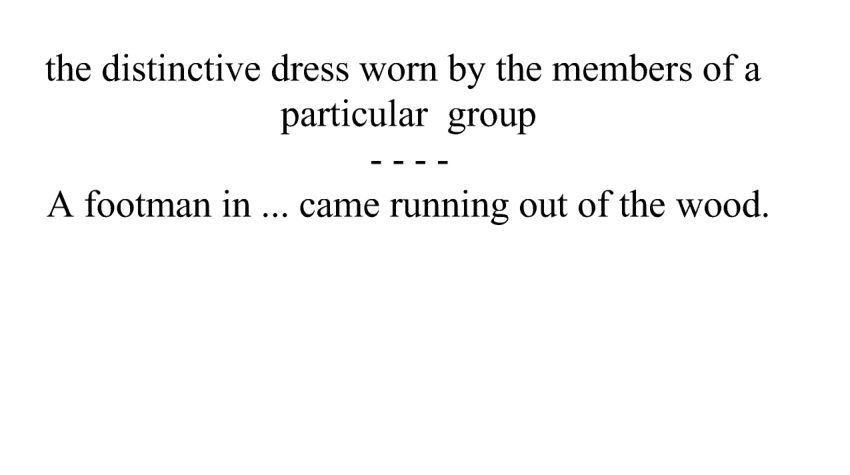 the distinctive dress worn by the members of a
particular  group
- - - -
A footman in ... came running out of the wood.